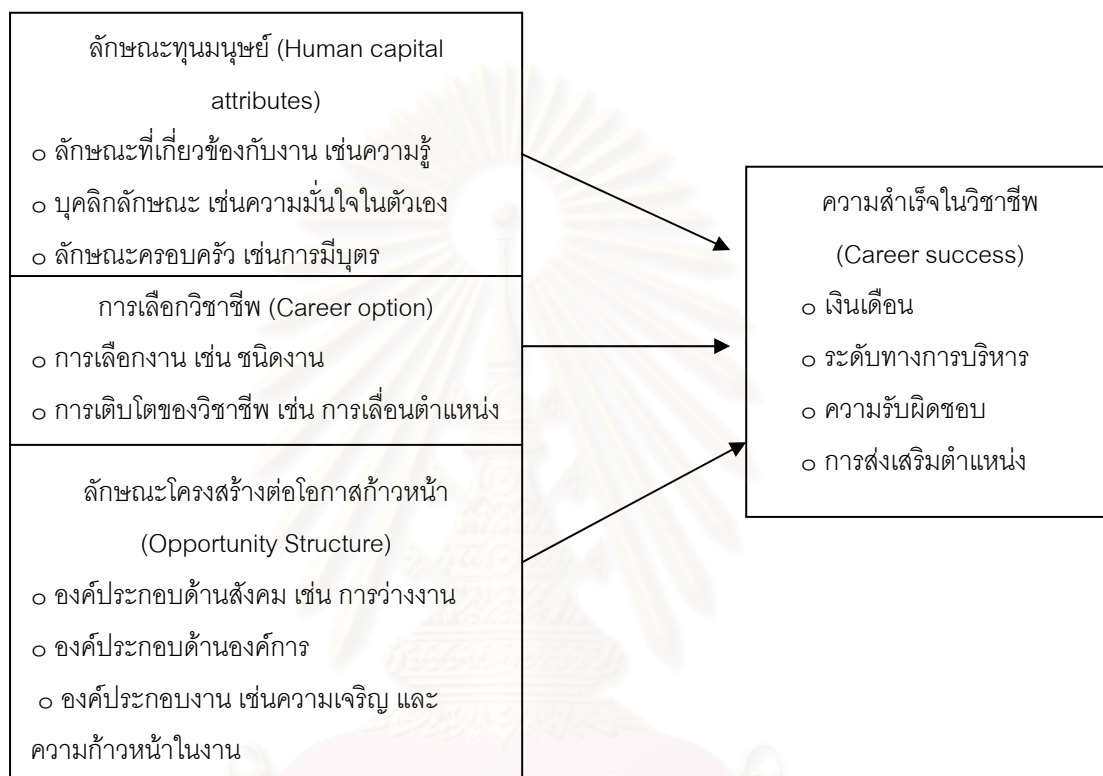 ลักษณะทุนมนุษย์ (Human capital
attributes)
o ลักษณะที่เกี่ยวข้องกับงาน เช่นความรู้
o บุคลิกลักษณะ เช่นความมั่นใจในตัวเอง
o ลักษณะครอบครัว เช่นการมีบุตร
การเลือกวิชาชีพ (Career option)
o การเลือกงาน เช่น ชนิดงาน
o การเติบโตของวิชาชีพ เช่น การเลื่อนตำแหน่ง
ลักษณะโครงสร้างต่อโอกาสก้าวหน้า
(Opportunity Structure)
o องค์ประกอบด้านสังคม เช่น การว่างงาน
o องค์ประกอบด้านองค์การ
o องค์ประกอบงาน เช่นความเจริญ และ
ความก้าวหน้าในงาน
ความสำเร็จในวิชาชีพ
(Career success)
o เงินเดือน
o ระดับทางการบริหาร
o ความรับผิดชอบ
o การส่งเสริมตำแหน่ง